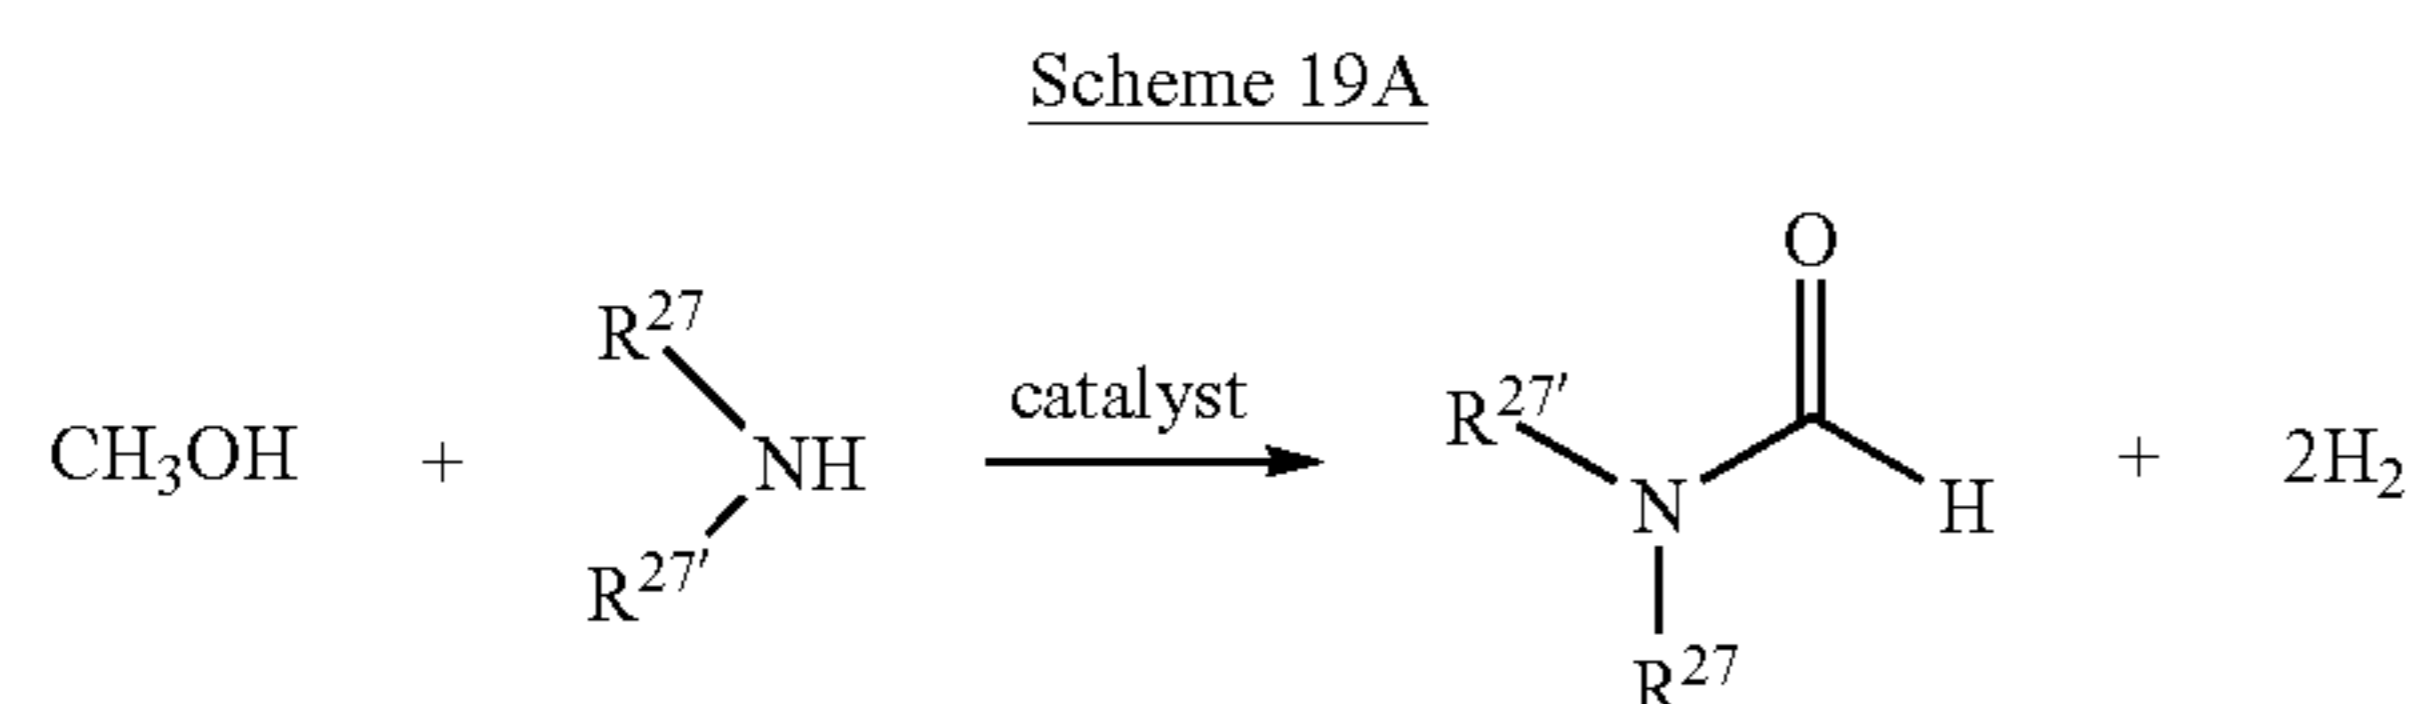 Scheme 19A
O
R²⁷
R²⁷′
catalyst
CH₃OH + NH + 2H₂
N H
R²⁷′
R²⁷